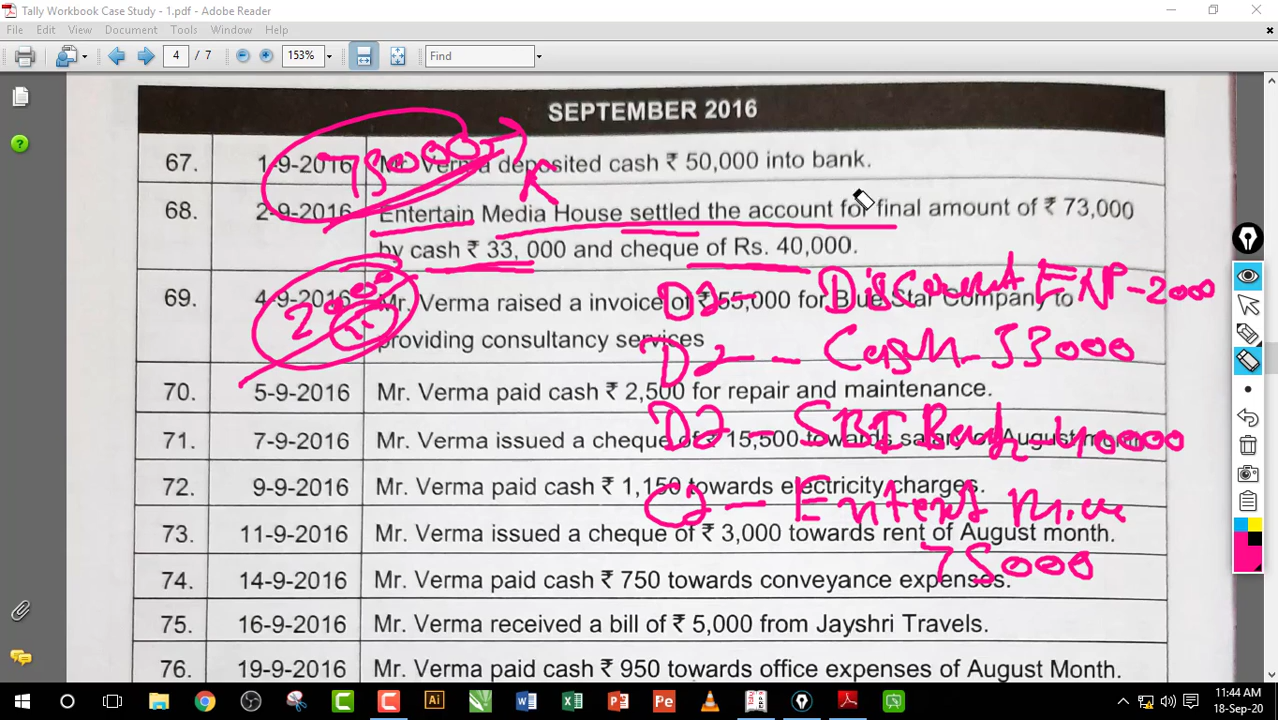 Tally Workbook Case Study - 1.pdf - Adobe Reader
File Edit View Document Tools Window Help
4 / 7 153% Find
SEPTEMBER 2016
67. 1-9-2016 Mr. Verma deposited cash ₹ 50,000 into bank.
75000
68. 2-9-2016 Entertain Media House settled the account for final amount of ₹ 73,000
by cash ₹ 33, 000 and cheque of Rs. 40,000.
69. 4-9-2016 Mr. Verma raised a invoice of ₹ 55,000 for Blue Star Company to
providing consultancy services
2000
Discount EXP-2000
Cash - 33000
70. 5-9-2016 Mr. Verma paid cash ₹ 2,500 for repair and maintenance.
SBI Bank - 40000
71. 7-9-2016 Mr. Verma issued a cheque of ₹ 15,500 towards salary of August month.
72. 9-9-2016 Mr. Verma paid cash ₹ 1,150 towards electricity charges.
73. 11-9-2016 Mr. Verma issued a cheque of ₹ 3,000 towards rent of August month.
75000
74. 14-9-2016 Mr. Verma paid cash ₹ 750 towards conveyance expenses.
75. 16-9-2016 Mr. Verma received a bill of ₹ 5,000 from Jayshri Travels.
76. 19-9-2016 Mr. Verma paid cash ₹ 950 towards office expenses of August Month.
11:44 AM
18-Sep-20